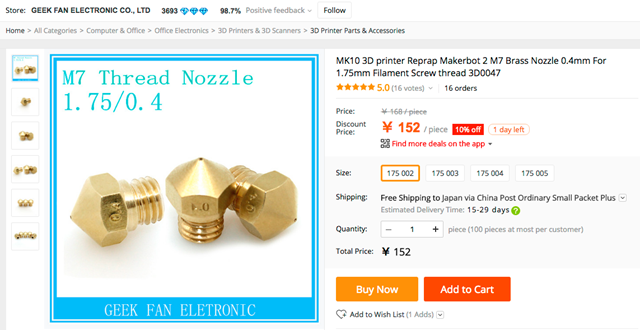 Store: GEEK FAN ELECTRONIC CO., LTD 3693 98.7% Positive feedback Follow
Home > All Categories > Computer & Office > Office Electronics > 3D Printers & 3D Scanners > 3D Printer Parts & Accessories
M7 Thread Nozzle
1.75/0.4
GEEK FAN ELETRONIC
MK10 3D printer Reprap Makerbot 2 M7 Brass Nozzle 0.4mm For
1.75mm Filament Screw thread 3D0047
5.0 (16 votes) 16 orders
Price: ¥ 168 / piece
Discount Price: ¥ 152 / piece 10% off 1 day left
Find more deals on the app
Size: 175 002 175 003 175 004 175 005
Shipping: Free Shipping to Japan via China Post Ordinary Small Packet Plus
Estimated Delivery Time: 15-29 days ?
Quantity: − 1 + piece (100 pieces at most per customer)
Total Price: ¥ 152
Buy Now Add to Cart
Add to Wish List (1 Adds)